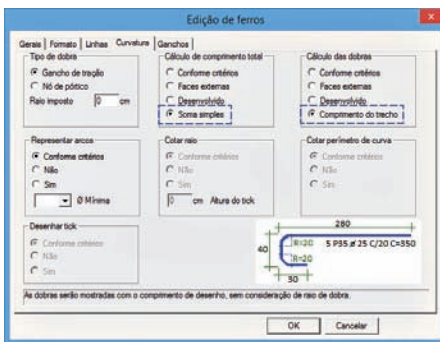 Edição de ferros
Gerais Formato Linhas Curvatura Ganchos
Tipo de dobra
Gancho de tração
Nó de pórtico
Raio imposto 0 cm
Cálculo de comprimento total
Conforme critérios
Faces externas
Desenvolvido
Soma simples
Cálculo das dobras
Conforme critérios
Faces externas
Desenvolvido
Comprimento do trecho
Representar arcos
Conforme critérios
Não
Sim
Ø Mínima
Cotar raio
Conforme critérios
Não
Sim
0 cm Altura do tick
Cotar perímetro de curva
Conforme critérios
Não
Sim
Desenhar tick
Conforme critérios
Não
Sim
280
40
R=20
5 P35 ø 25 C/20 C=350
R=20
30
As dobras serão mostradas com o comprimento de desenho, sem consideração de raio de dobra.
OK Cancelar